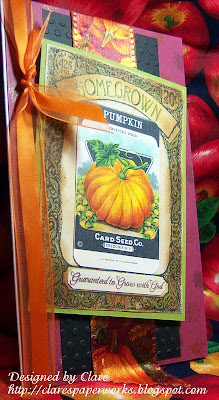 HOMEGROWN
PUMPKIN
CARD SEED CO.
Guaranteed to Grow with God
Designed by Clare
http://clarespaperworks.blogspot.com